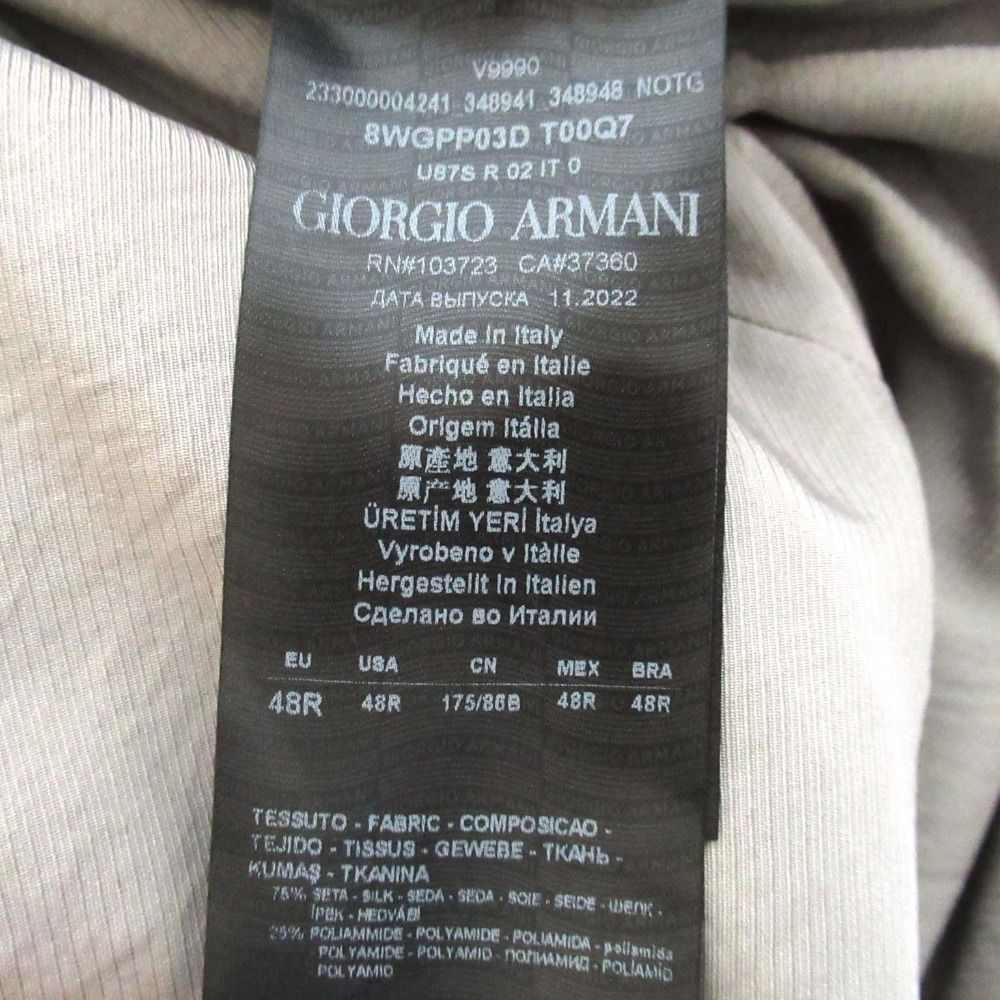 V9990
233000004241 348941 348948 NOTG
8WGPP03D T00Q7
U87S R 02 IT 0
GIORGIO ARMANI
RN#103723 CA#37360
ДАТА ВЫПУСКА 11.2022
Made in Italy
Fabriqué en Italie
Hecho en Italia
Origem Itália
原產地 意大利
原产地 意大利
ÜRETİM YERİ İtalya
Vyrobeno v Itàlie
Hergestellt in Italien
Сделано во Италии
EU USA CN MEX BRA
48R 48R 175/86B 48R 48R
TESSUTO - FABRIC - COMPOSICAO -
TEJIDO - TISSUS - GEWEBE - ТКАНЬ -
KUMAŞ - TKANINA
75% SETA - SILK - SEDA - SEDA - SOIE - SEIDE - ШЕЛК -
İPEK - HEDVÁBÍ
25% POLIAMMIDE - POLYAMIDE - POLIAMIDA - poliamida
POLYAMIDE - POLYAMID - ПОЛИАМИД - POLİAMİD
POLYAMID